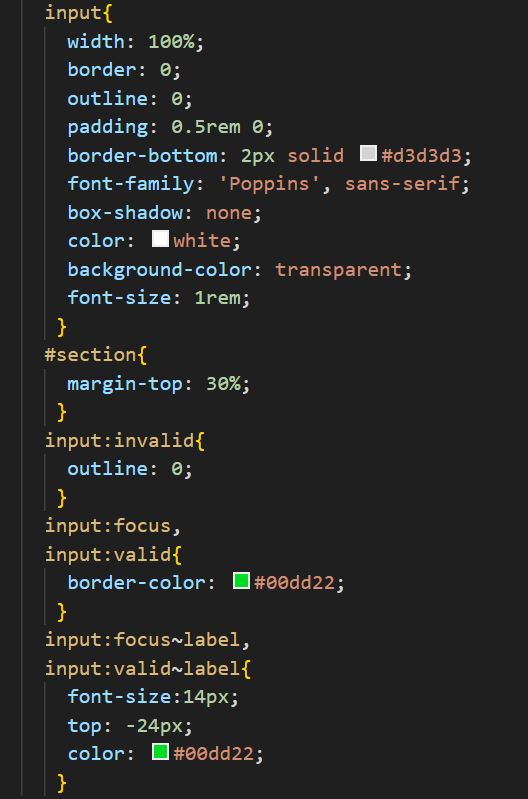 input{
width: 100%;
border: 0;
outline: 0;
padding: 0.5rem 0;
border-bottom: 2px solid #d3d3d3;
font-family: 'Poppins', sans-serif;
box-shadow: none;
color: white;
background-color: transparent;
font-size: 1rem;
}
#section{
margin-top: 30%;
}
input:invalid{
outline: 0;
}
input:focus,
input:valid{
border-color: #00dd22;
}
input:focus~label,
input:valid~label{
font-size:14px;
top: -24px;
color: #00dd22;
}